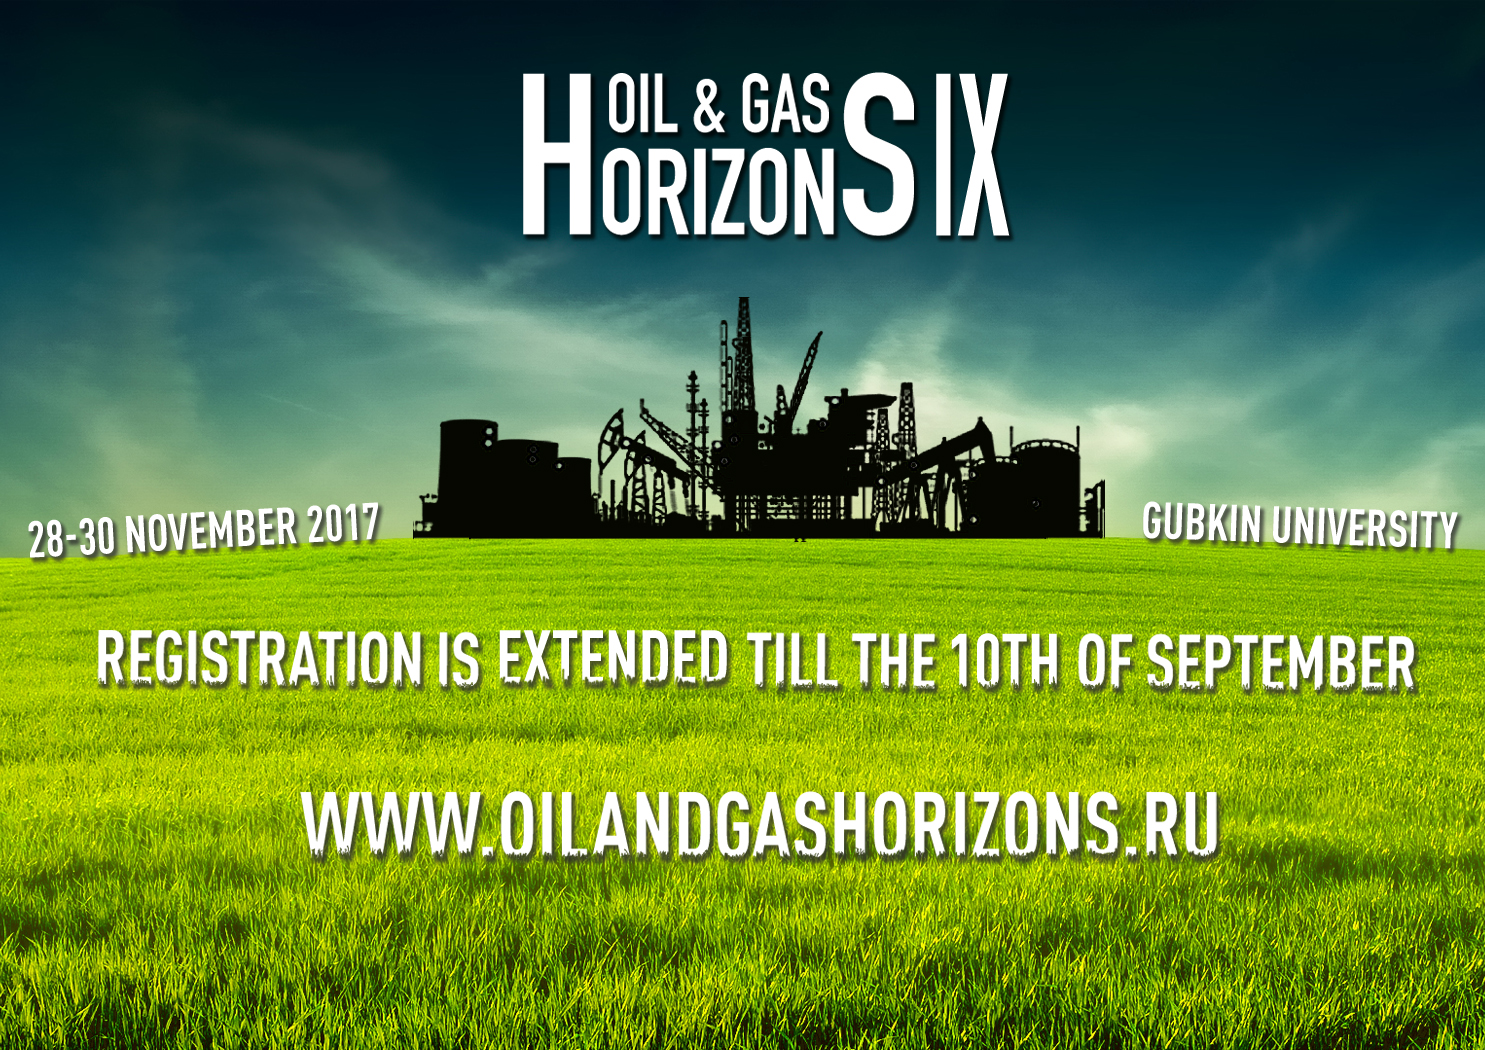 OIL & GAS
HORIZONS IX
28-30 NOVEMBER 2017
GUBKIN UNIVERSITY
REGISTRATION IS EXTENDED TILL THE 10TH OF SEPTEMBER
WWW.OILANDGASHORIZONS.RU